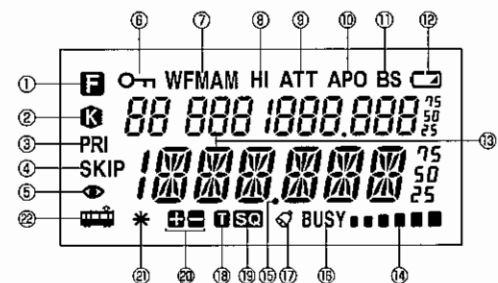 ⑥ ⑦ ⑧ ⑨ ⑩ ⑪ ⑫
① F WFMAM HI ATT APO BS
② K 88 888 1888.888 75 50 25
③ PRI ⑬
④ SKIP 1888.888 75 50 25
⑤
㉒ * + - T SQ BUSY
㉑ ⑳ ⑱ ⑲ ⑮ ⑰ ⑯ ⑭